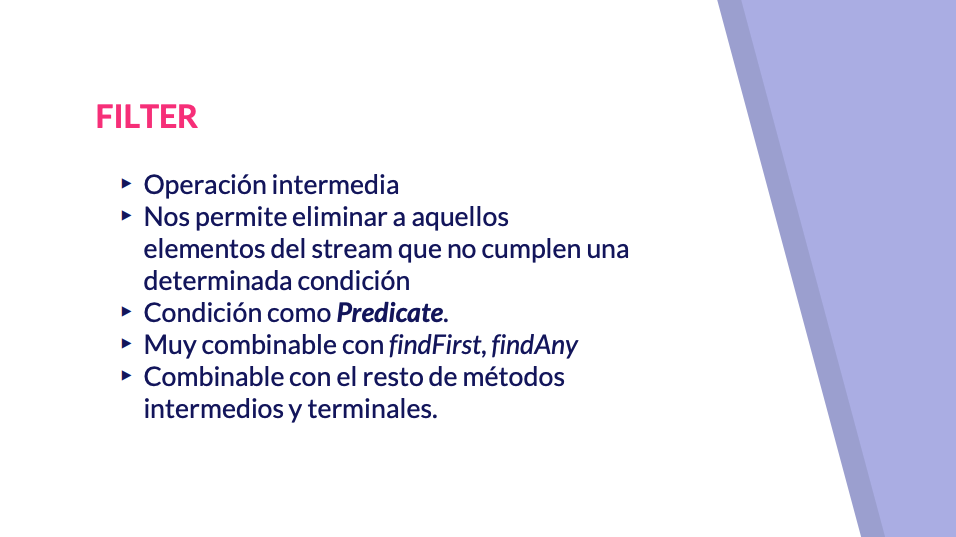 FILTER
▸ Operación intermedia
▸ Nos permite eliminar a aquellos
elementos del stream que no cumplen una
determinada condición
▸ Condición como Predicate.
▸ Muy combinable con findFirst, findAny
▸ Combinable con el resto de métodos
intermedios y terminales.